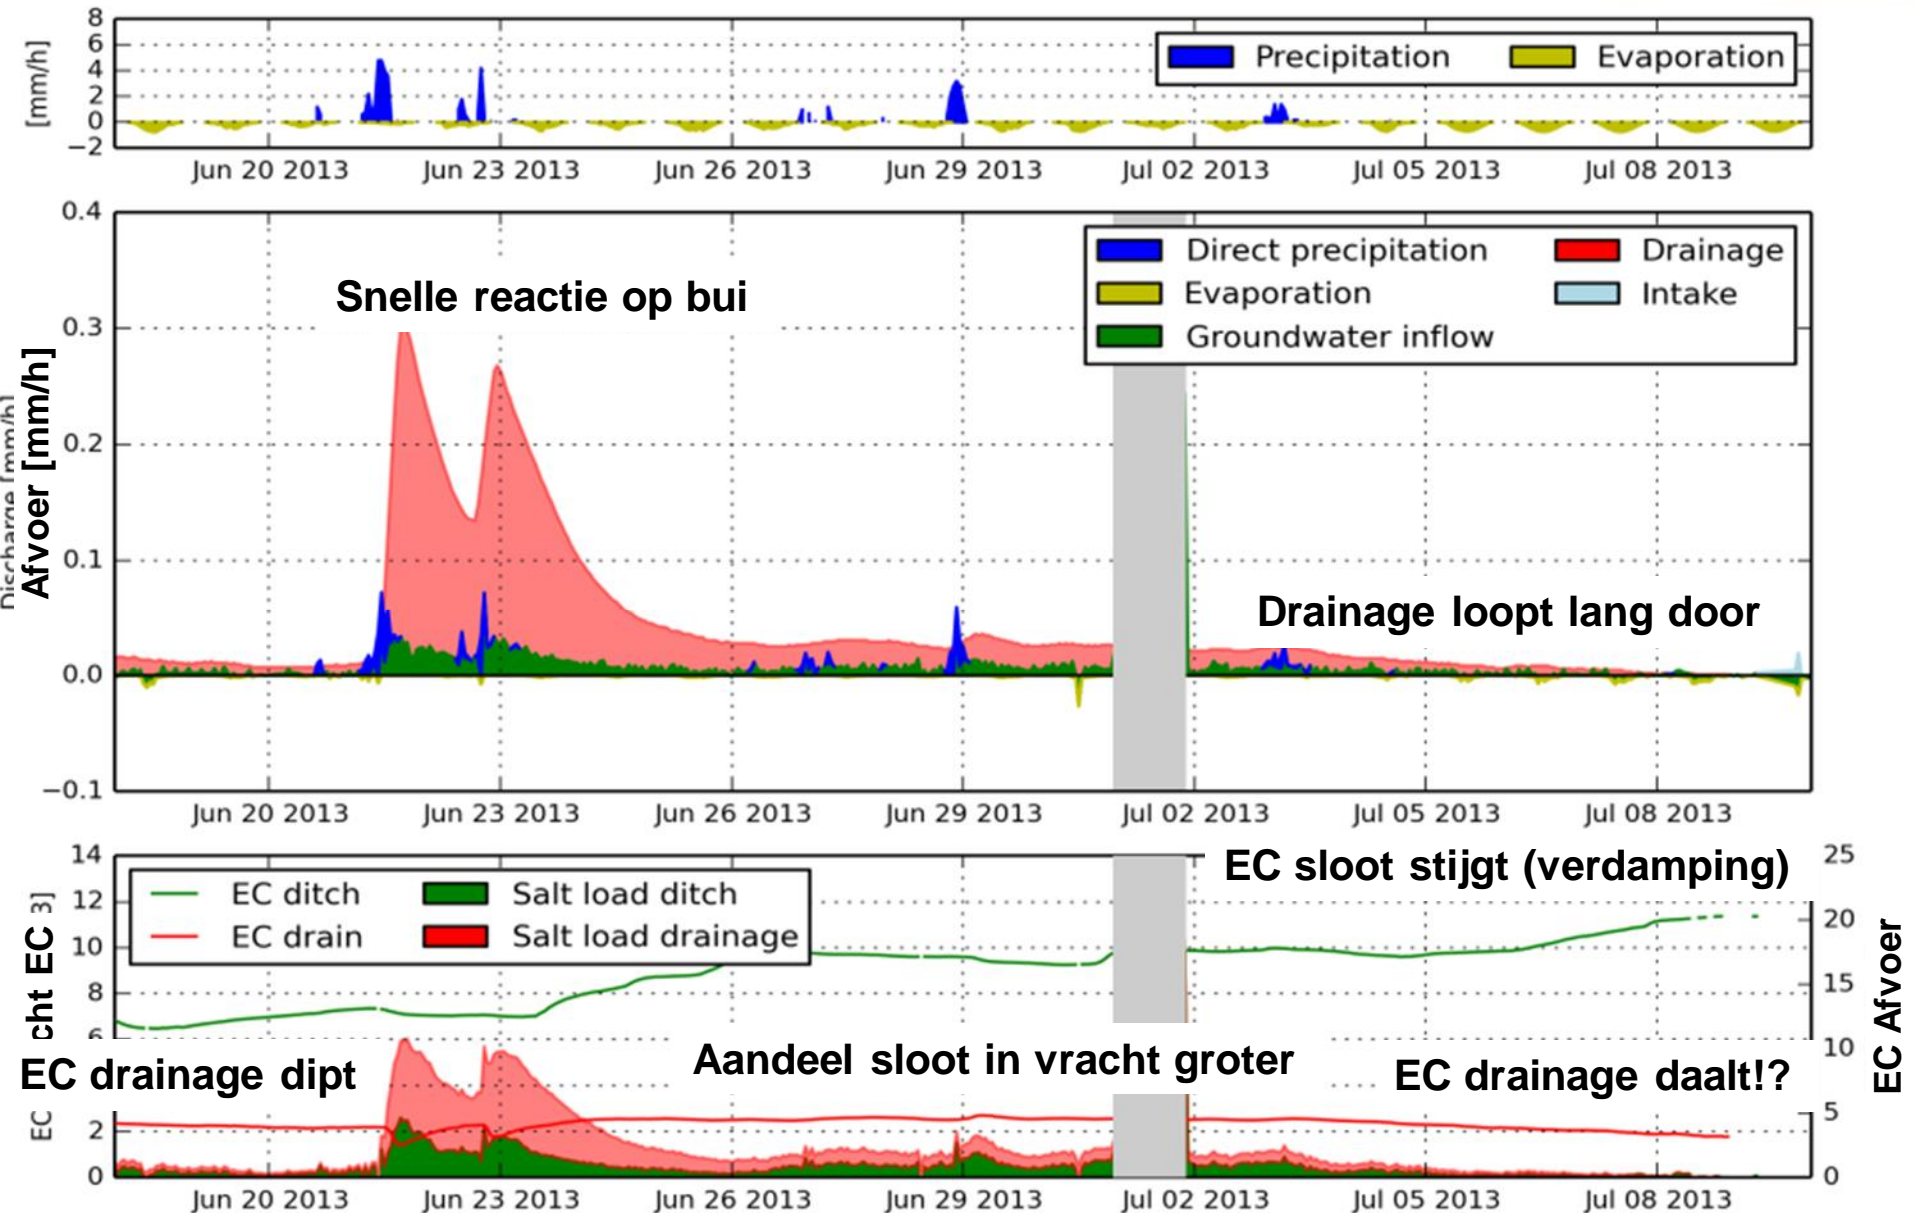 8
6
4
2
0
−2
[mm/h]
Precipitation
Evaporation
Jun 20 2013
Jun 23 2013
Jun 26 2013
Jun 29 2013
Jul 02 2013
Jul 05 2013
Jul 08 2013
0.4
0.3
0.2
0.1
0.0
−0.1
Discharge [mm/h]
Afvoer [mm/h]
Snelle reactie op bui
Direct precipitation
Drainage
Evaporation
Intake
Groundwater inflow
Drainage loopt lang door
Jun 20 2013
Jun 23 2013
Jun 26 2013
Jun 29 2013
Jul 02 2013
Jul 05 2013
Jul 08 2013
14
12
10
8
6
2
0
EC
cht EC
3]
EC ditch
Salt load ditch
EC drain
Salt load drainage
EC sloot stijgt (verdamping)
EC drainage dipt
Aandeel sloot in vracht groter
EC drainage daalt!?
25
20
15
10
5
0
EC Afvoer
Jun 20 2013
Jun 23 2013
Jun 26 2013
Jun 29 2013
Jul 02 2013
Jul 05 2013
Jul 08 2013